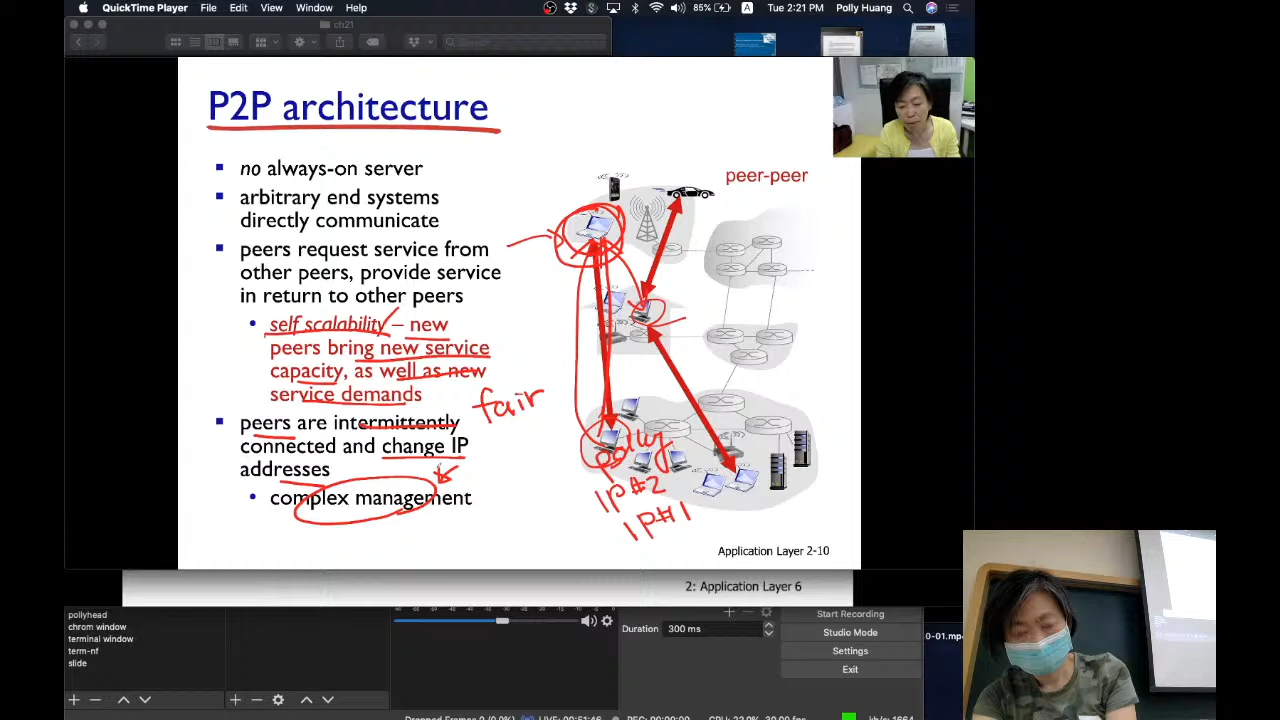 QuickTime Player File Edit View Window Help
85% A Tue 2:21 PM Polly Huang
ch21
Search
P2P architecture
no always-on server
arbitrary end systems
directly communicate
peers request service from
other peers, provide service
in return to other peers
self scalability – new
peers bring new service
capacity, as well as new
service demands
fair
peers are intermittently
connected and change IP
addresses
complex management
peer-peer
polly
IP#2
IP#1
Application Layer 2-10
2: Application Layer 6
pollyhead
chrom window
terminal window
term-nf
slide
Duration 300 ms
Start Recording
Studio Mode
Settings
Exit
0-01.mp